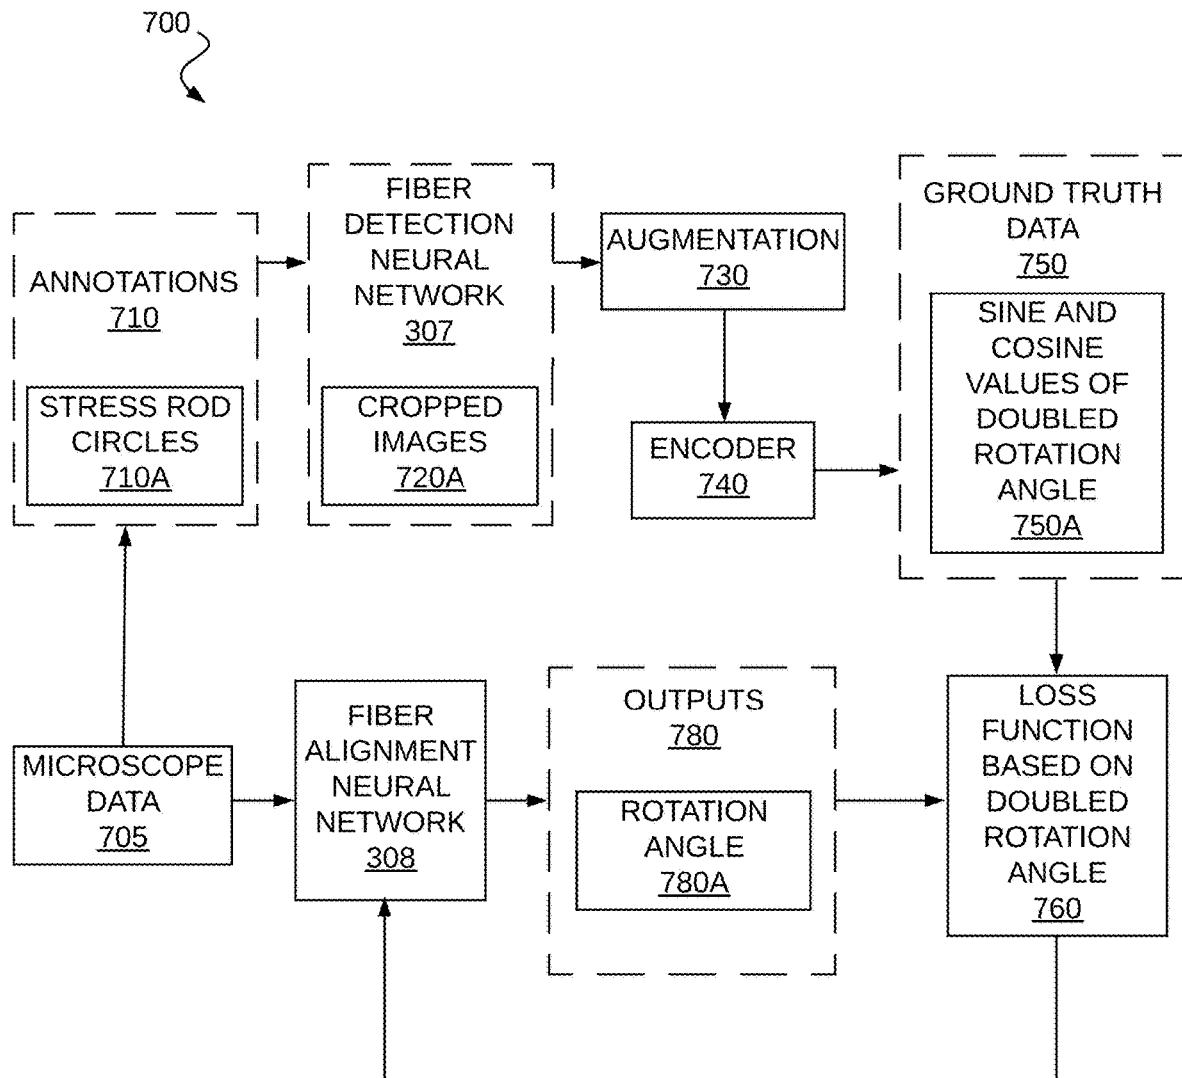 700
ANNOTATIONS
710
STRESS ROD
CIRCLES
710A
FIBER
DETECTION
NEURAL
NETWORK
307
CROPPED
IMAGES
720A
AUGMENTATION
730
ENCODER
740
GROUND TRUTH
DATA
750
SINE AND
COSINE
VALUES OF
DOUBLED
ROTATION
ANGLE
750A
MICROSCOPE
DATA
705
FIBER
ALIGNMENT
NEURAL
NETWORK
308
OUTPUTS
780
ROTATION
ANGLE
780A
LOSS
FUNCTION
BASED ON
DOUBLED
ROTATION
ANGLE
760